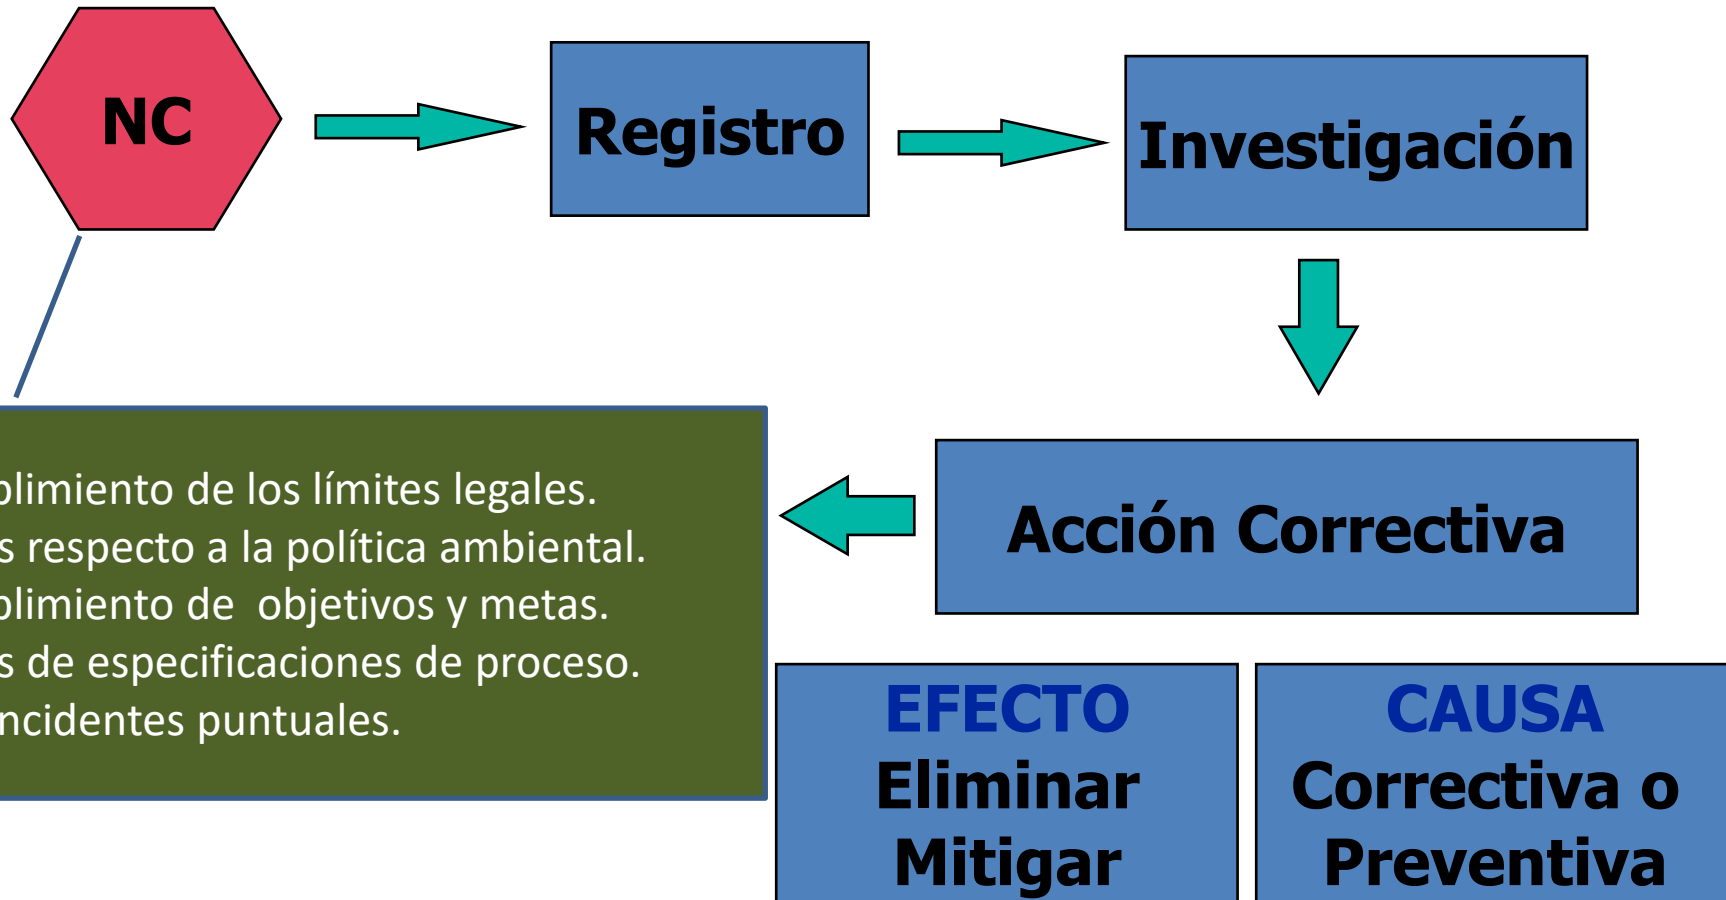 NC
Registro
Investigación
plimiento de los límites legales.
s respecto a la política ambiental.
plimiento de objetivos y metas.
s de especificaciones de proceso.
ncidentes puntuales.
Acción Correctiva
EFECTO
Eliminar
Mitigar
CAUSA
Correctiva o
Preventiva